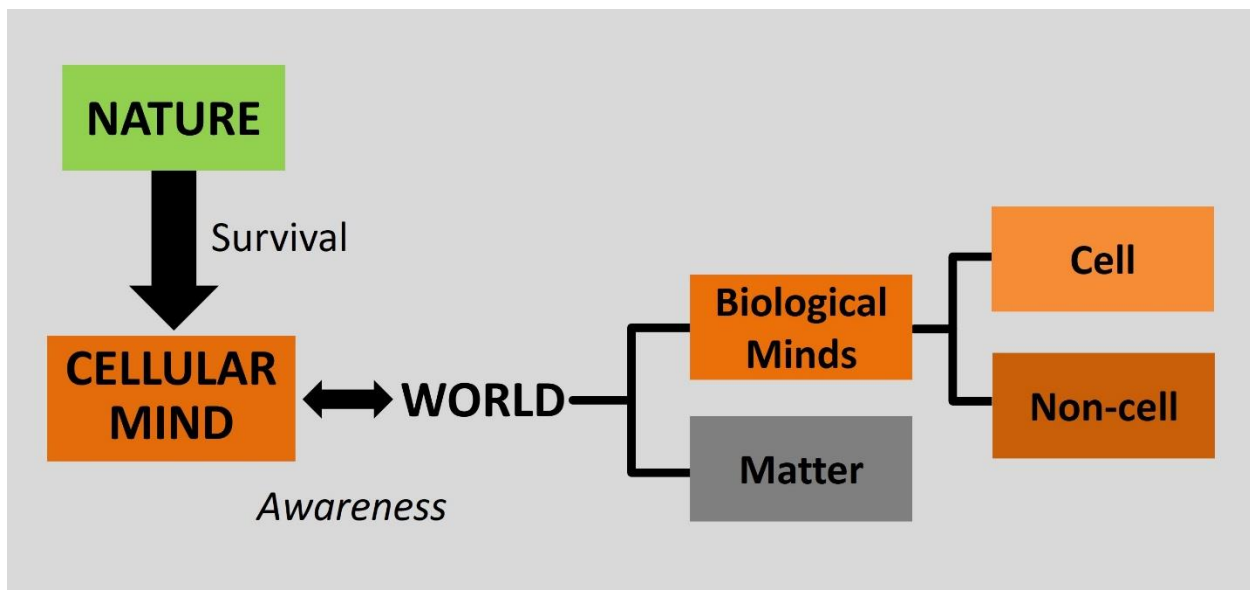 NATURE
Survival
CELLULAR
MIND
WORLD
Awareness
Biological
Minds
Matter
Cell
Non-cell